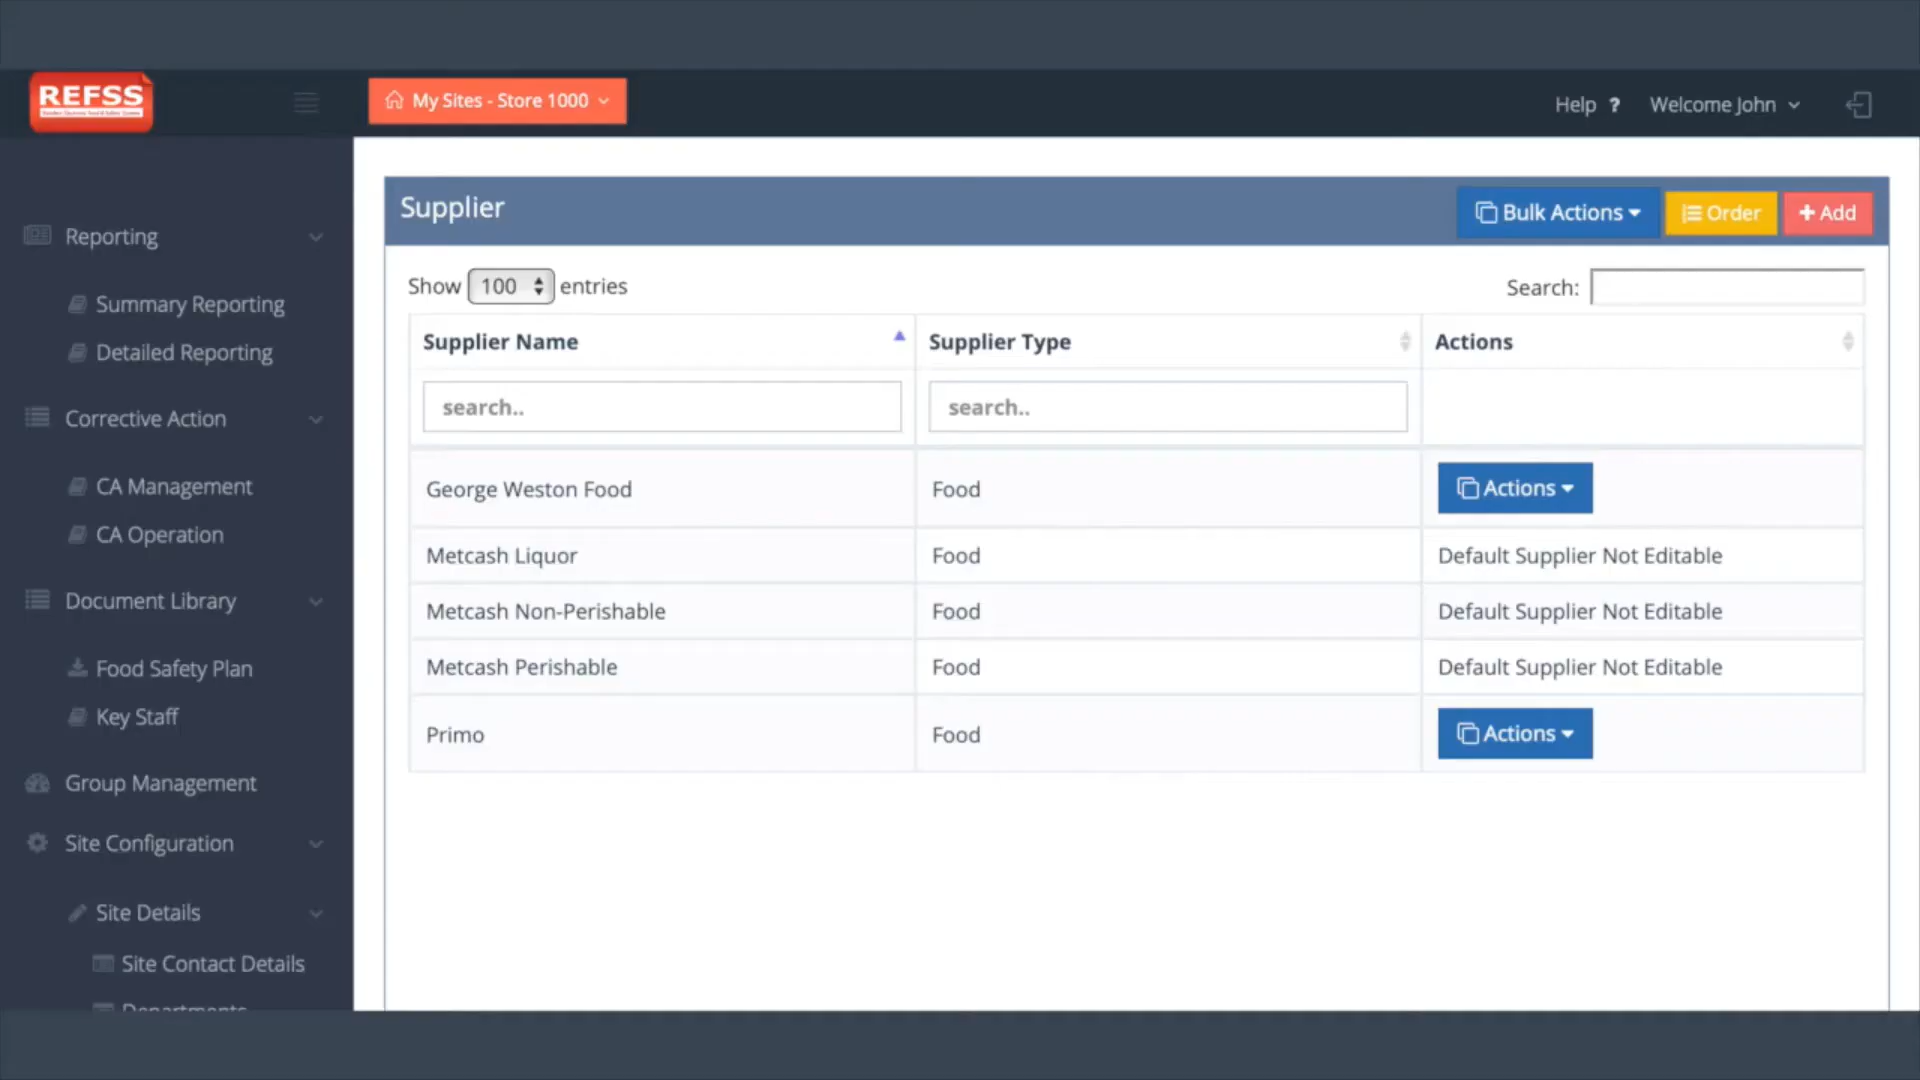 REFSS
My Sites - Store 1000
Help ?
Welcome John
Reporting
Summary Reporting
Detailed Reporting
Corrective Action
CA Management
CA Operation
Document Library
Food Safety Plan
Key Staff
Group Management
Site Configuration
Site Details
Site Contact Details
Departments
Supplier
Bulk Actions
Order
+ Add
Show 100 entries
Search:
Supplier Name Supplier Type Actions
search.. search..
George Weston Food Food Actions
Metcash Liquor Food Default Supplier Not Editable
Metcash Non-Perishable Food Default Supplier Not Editable
Metcash Perishable Food Default Supplier Not Editable
Primo Food Actions